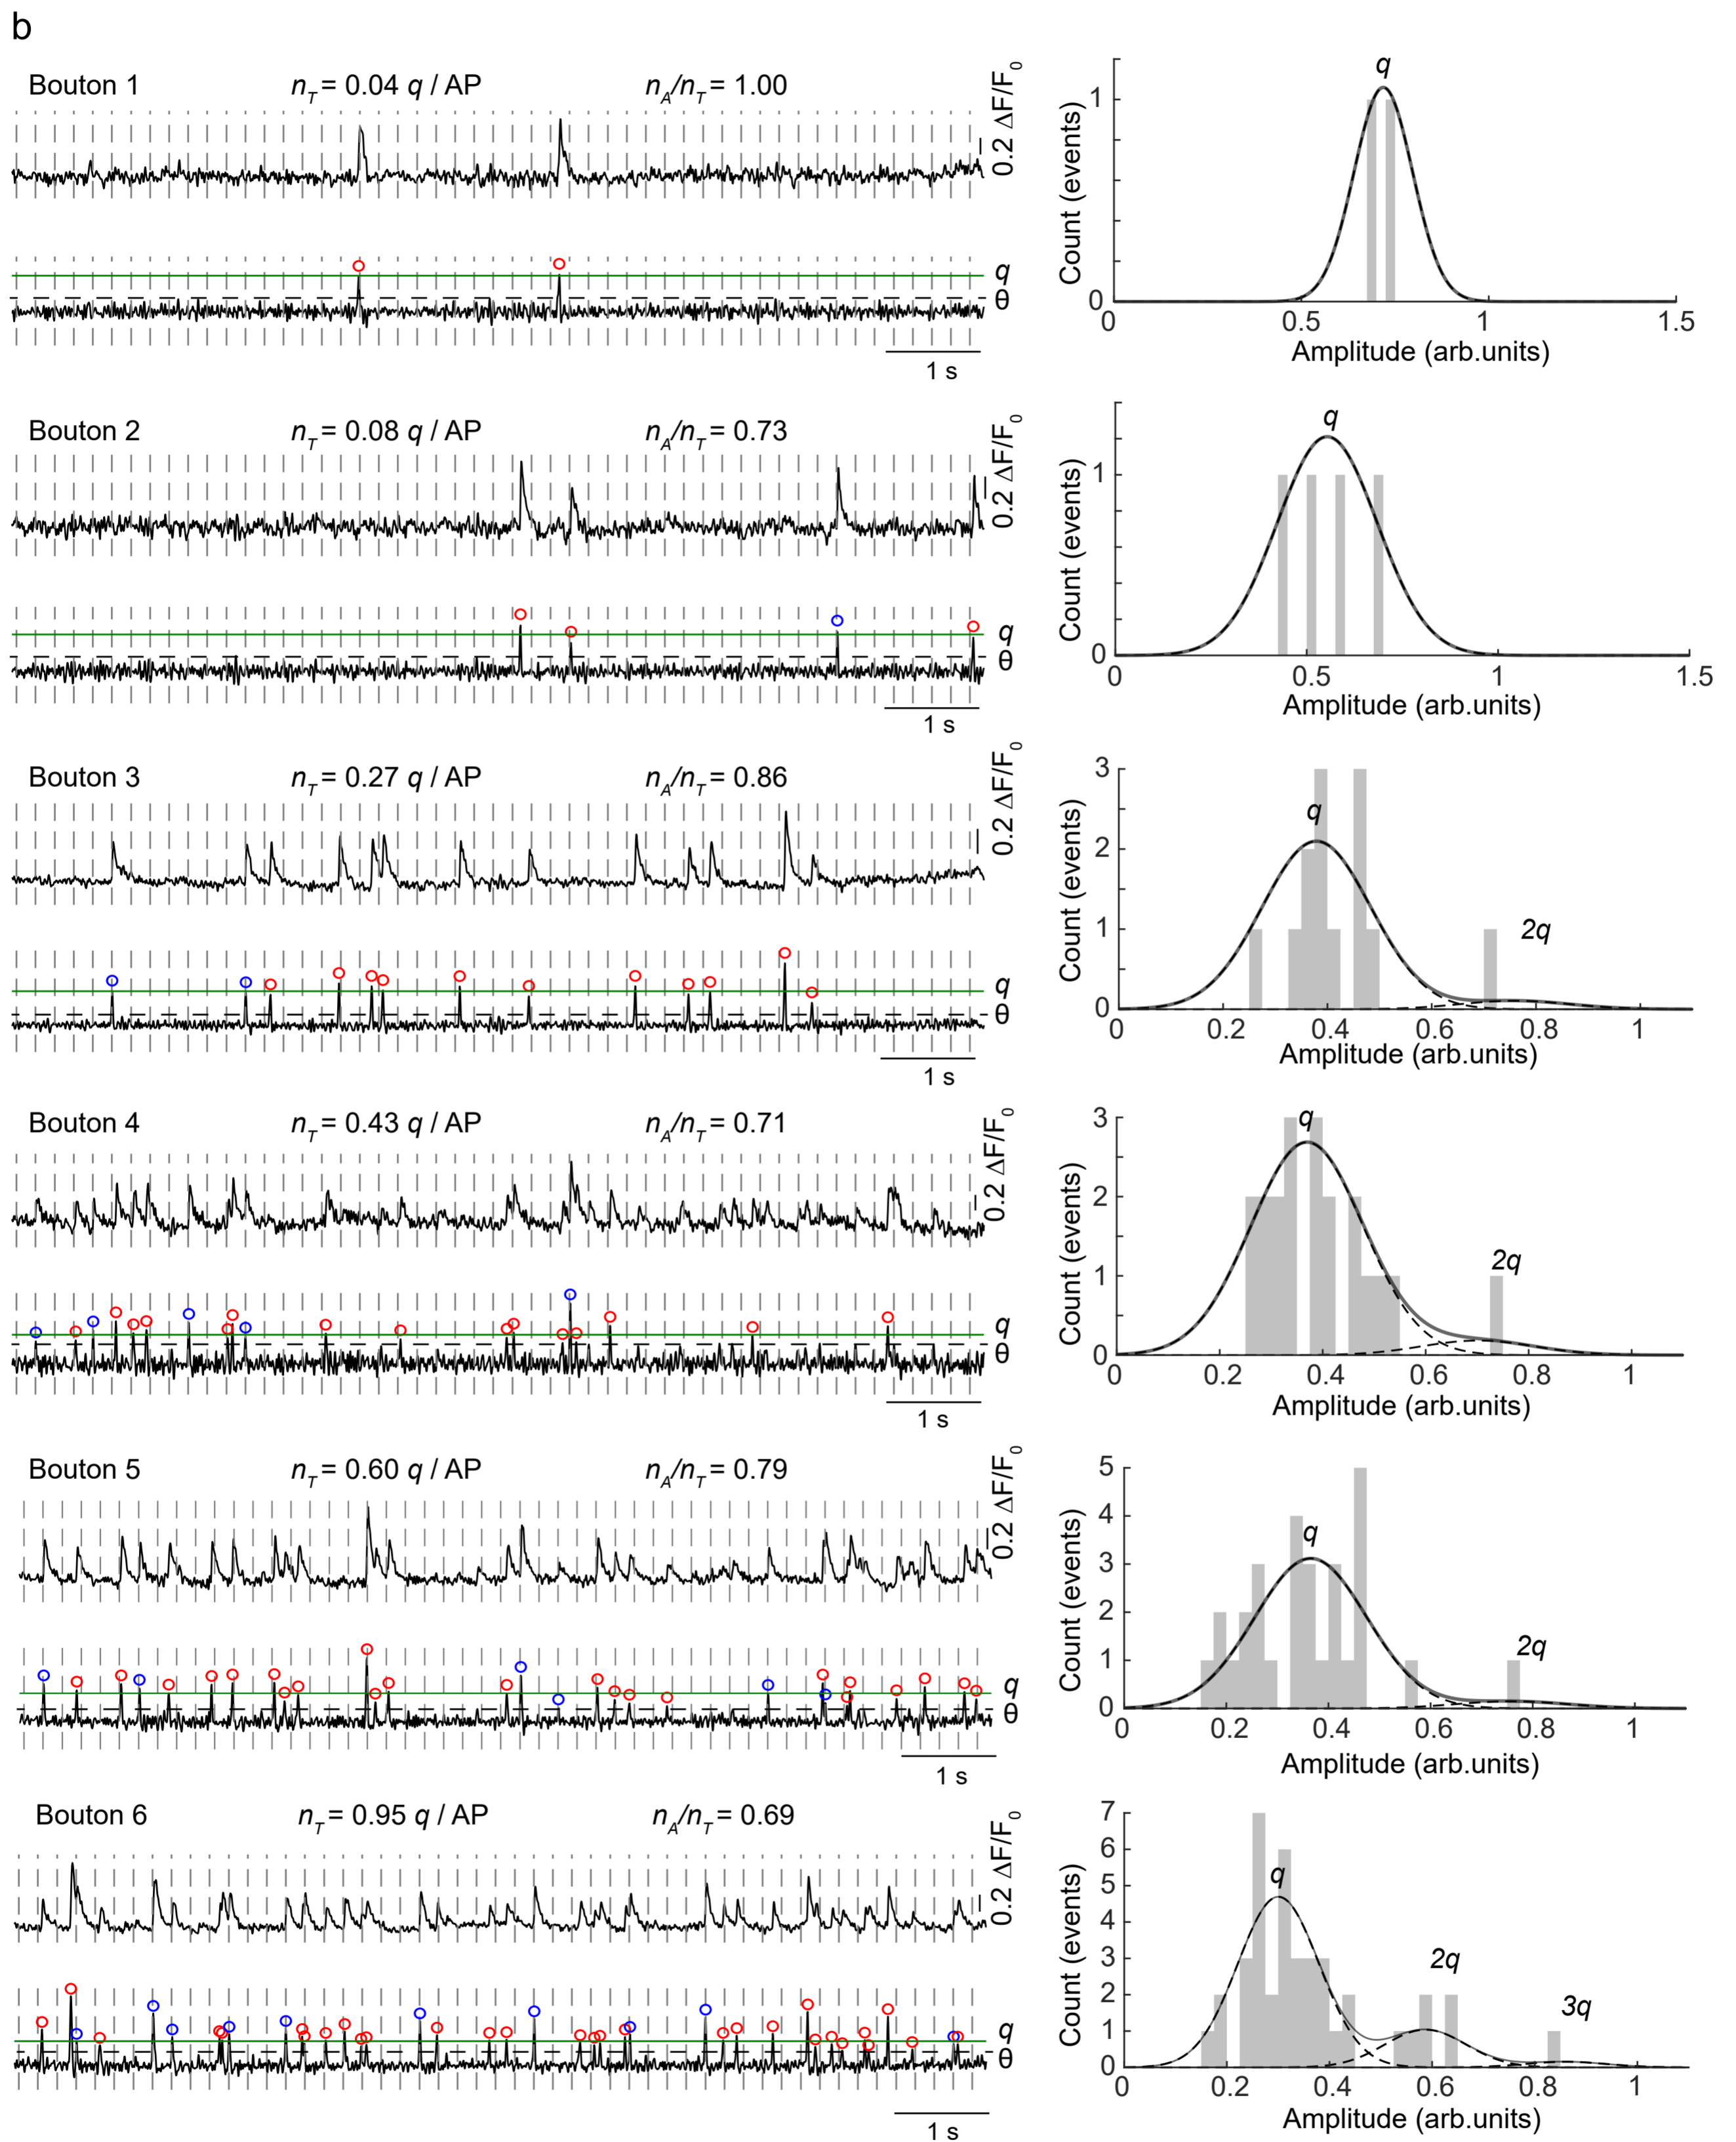 b
Bouton 1 n_T = 0.04 q / AP n_A/n_T = 1.00
0.2 ΔF/F₀
q
θ
1 s
q
Count (events)
1
0
0 0.5 1 1.5
Amplitude (arb.units)
Bouton 2 n_T = 0.08 q / AP n_A/n_T = 0.73
0.2 ΔF/F₀
q
θ
1 s
q
Count (events)
1
0
0 0.5 1 1.5
Amplitude (arb.units)
Bouton 3 n_T = 0.27 q / AP n_A/n_T = 0.86
0.2 ΔF/F₀
q
θ
1 s
q
2q
Count (events)
3
2
1
0
0 0.2 0.4 0.6 0.8 1
Amplitude (arb.units)
Bouton 4 n_T = 0.43 q / AP n_A/n_T = 0.71
0.2 ΔF/F₀
q
θ
1 s
q
2q
Count (events)
3
2
1
0
0 0.2 0.4 0.6 0.8 1
Amplitude (arb.units)
Bouton 5 n_T = 0.60 q / AP n_A/n_T = 0.79
0.2 ΔF/F₀
q
θ
1 s
q
2q
Count (events)
5
4
3
2
1
0
0 0.2 0.4 0.6 0.8 1
Amplitude (arb.units)
Bouton 6 n_T = 0.95 q / AP n_A/n_T = 0.69
0.2 ΔF/F₀
q
θ
1 s
q
2q
3q
Count (events)
7
6
5
4
3
2
1
0
0 0.2 0.4 0.6 0.8 1
Amplitude (arb.units)